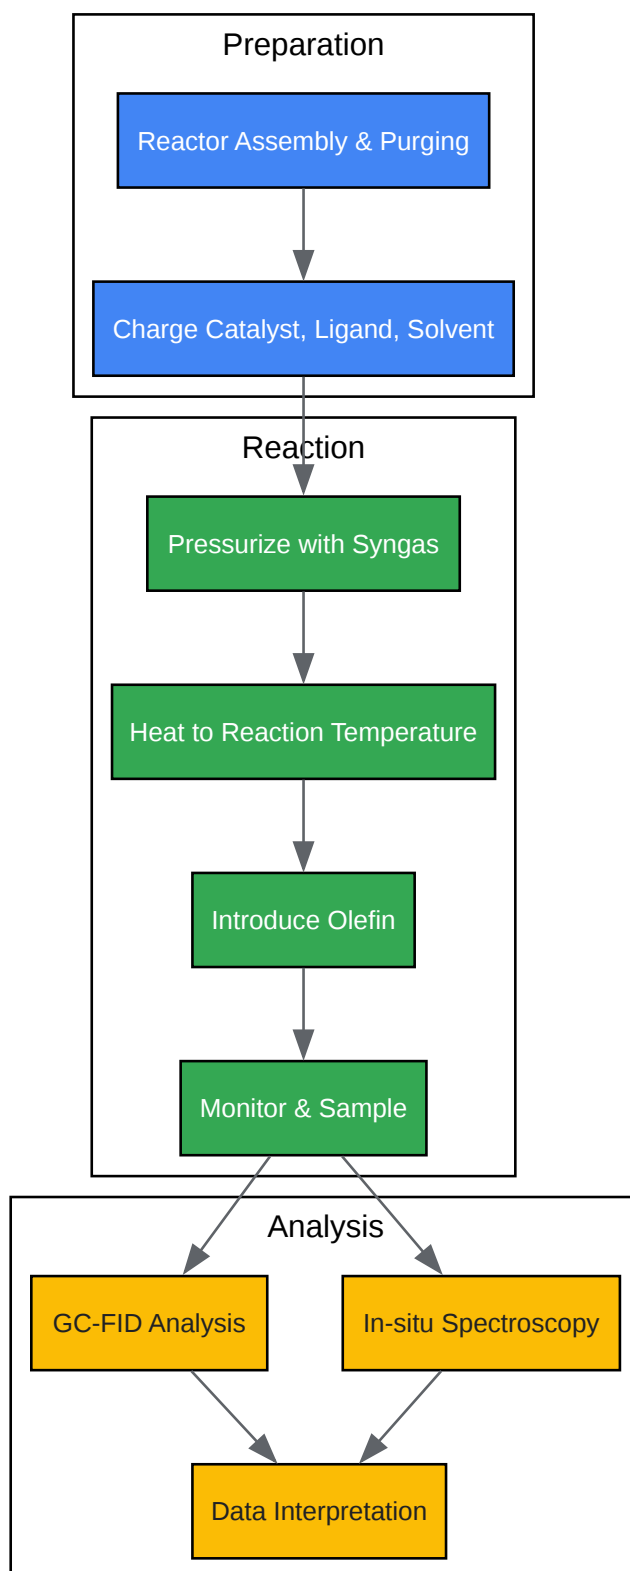 Preparation
Reactor Assembly & Purging
Charge Catalyst, Ligand, Solvent
Reaction
Pressurize with Syngas
Heat to Reaction Temperature
Introduce Olefin
Monitor & Sample
Analysis
GC-FID Analysis
In-situ Spectroscopy
Data Interpretation